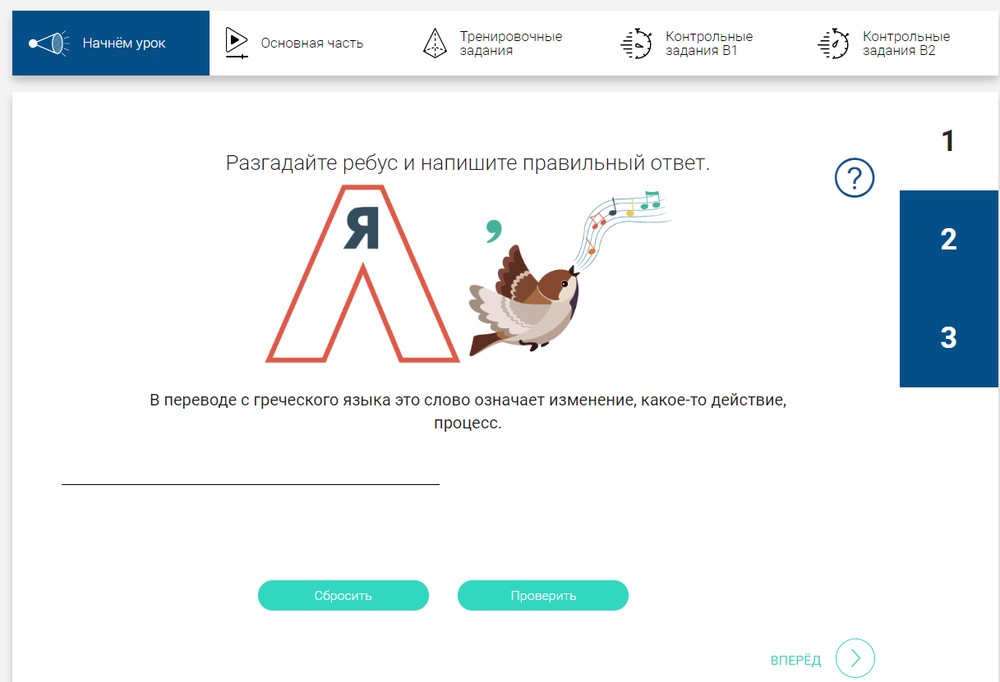 Начнём урок
Основная часть
Тренировочные
задания
Контрольные
задания В1
Контрольные
задания В2
1
Разгадайте ребус и напишите правильный ответ.
?
Л
Я
,
2
3
В переводе с греческого языка это слово означает изменение, какое-то действие,
процесс.
Сбросить
Проверить
ВПЕРЁД